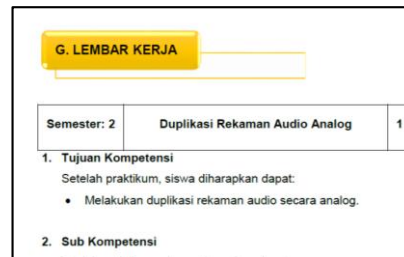 G. LEMBAR KERJA
Semester: 2 Duplikasi Rekaman Audio Analog 1
1. Tujuan Kompetensi
Setelah praktikum, siswa diharapkan dapat:
• Melakukan duplikasi rekaman audio secara analog.
2. Sub Kompetensi